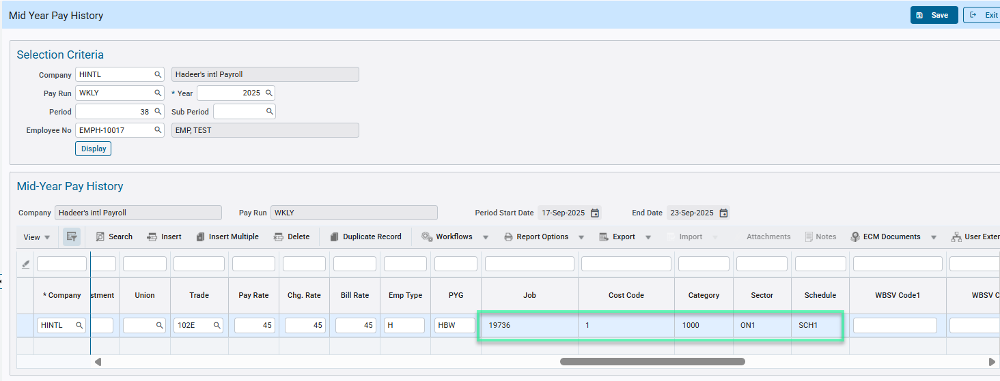 Mid Year Pay History Save Exit
Selection Criteria
Company HINTL Hadeer's intl Payroll
Pay Run WKLY * Year 2025
Period 38 Sub Period
Employee No EMPH-10017 EMP, TEST
Display
Mid-Year Pay History
Company Hadeer's intl Payroll Pay Run WKLY Period Start Date 17-Sep-2025 End Date 23-Sep-2025
View Search Insert Insert Multiple Delete Duplicate Record Workflows Report Options Export Import Attachments Notes ECM Documents User Exter
* Company stment Union Trade Pay Rate Chg. Rate Bill Rate Emp Type PYG Job Cost Code Category Sector Schedule WBSV Code1 WBSV C
HINTL 102E 45 45 45 H HBW 19736 1 1000 ON1 SCH1